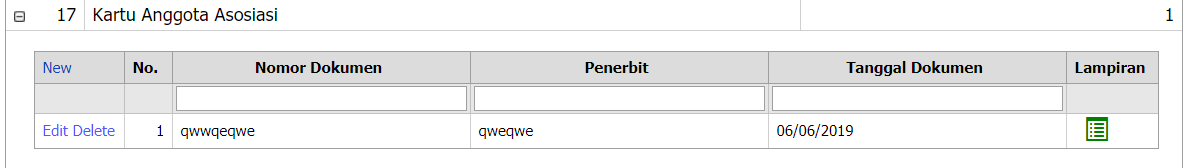 17 Kartu Anggota Asosiasi 1
New No. Nomor Dokumen Penerbit Tanggal Dokumen Lampiran
Edit Delete 1 qwwqeqwe qweqwe 06/06/2019